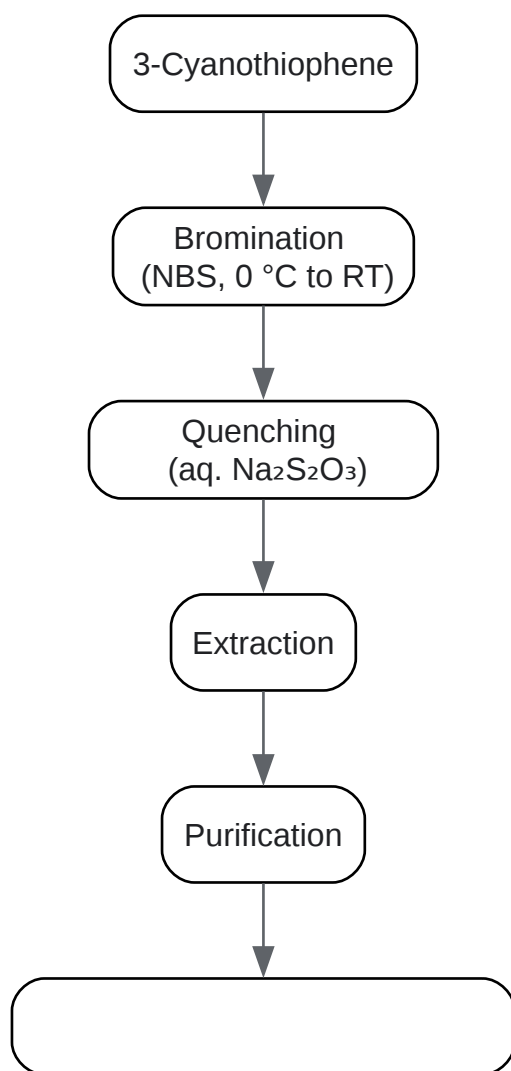 3-Cyanothiophene
Bromination
(NBS, 0 °C to RT)
Quenching
(aq. Na₂S₂O₃)
Extraction
Purification